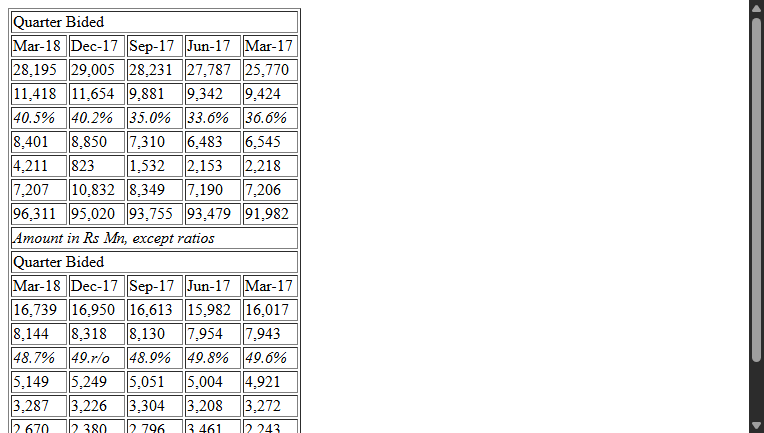 Quarter Bided
Mar-18 Dec-17 Sep-17 Jun-17 Mar-17
28,195 29,005 28,231 27,787 25,770
11,418 11,654 9,881 9,342 9,424
40.5% 40.2% 35.0% 33.6% 36.6%
8,401 8,850 7,310 6,483 6,545
4,211 823 1,532 2,153 2,218
7,207 10,832 8,349 7,190 7,206
96,311 95,020 93,755 93,479 91,982
Amount in Rs Mn, except ratios
Quarter Bided
Mar-18 Dec-17 Sep-17 Jun-17 Mar-17
16,739 16,950 16,613 15,982 16,017
8,144 8,318 8,130 7,954 7,943
48.7% 49.r/o 48.9% 49.8% 49.6%
5,149 5,249 5,051 5,004 4,921
3,287 3,226 3,304 3,208 3,272
2,670 2,380 2,796 3,461 2,243